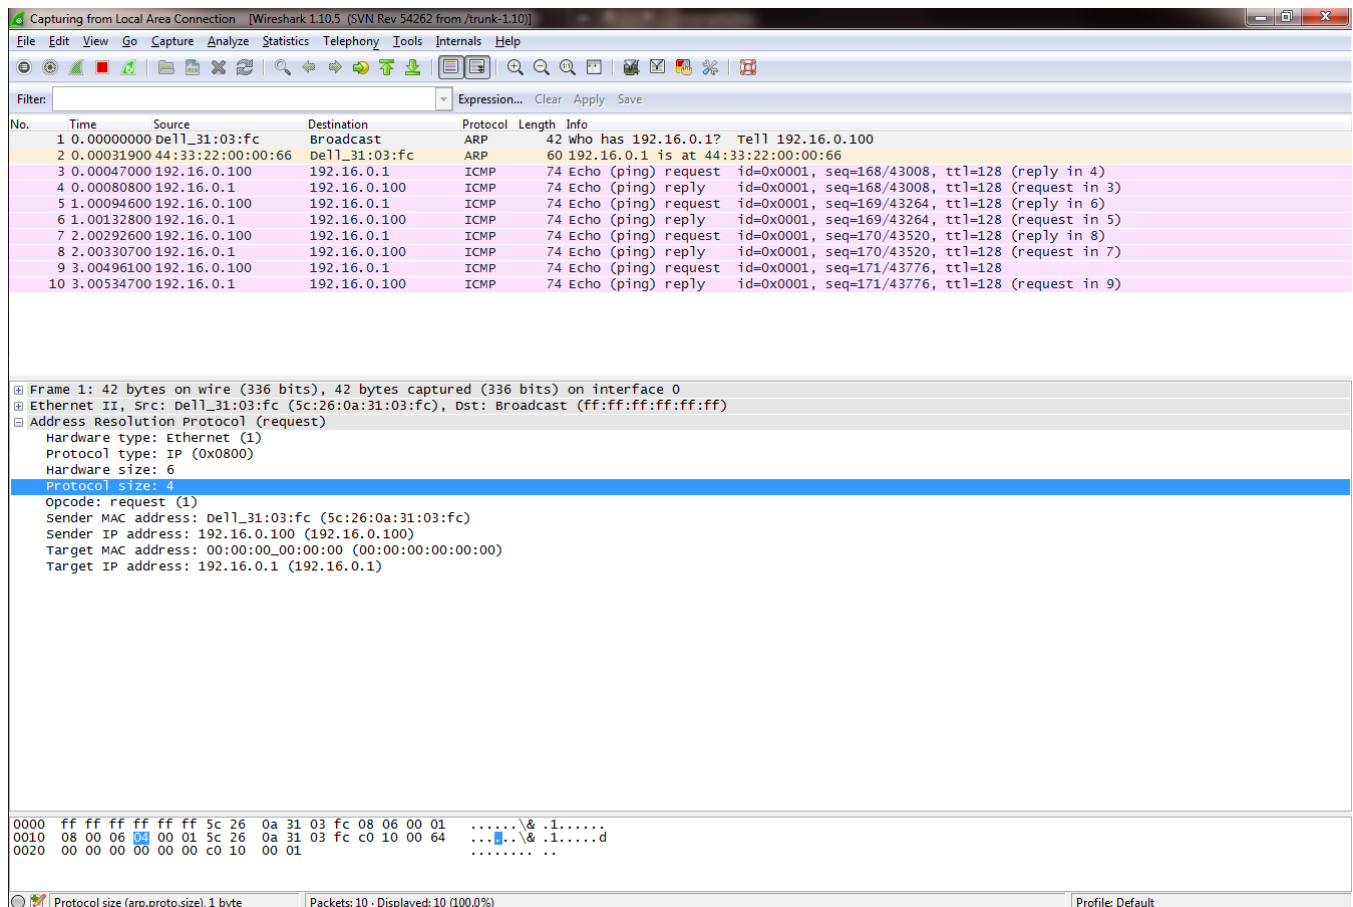 Capturing from Local Area Connection [Wireshark 1.10.5 (SVN Rev 54262 from /trunk-1.10)]
File Edit View Go Capture Analyze Statistics Telephony Tools Internals Help
Filter: Expression... Clear Apply Save
No. Time Source Destination Protocol Length Info
1 0.00000000 Dell_31:03:fc Broadcast ARP 42 Who has 192.16.0.1? Tell 192.16.0.100
2 0.00031900 44:33:22:00:00:66 Dell_31:03:fc ARP 60 192.16.0.1 is at 44:33:22:00:00:66
3 0.00047000 192.16.0.100 192.16.0.1 ICMP 74 Echo (ping) request id=0x0001, seq=168/43008, ttl=128 (reply in 4)
4 0.00080800 192.16.0.1 192.16.0.100 ICMP 74 Echo (ping) reply id=0x0001, seq=168/43008, ttl=128 (request in 3)
5 1.00094600 192.16.0.100 192.16.0.1 ICMP 74 Echo (ping) request id=0x0001, seq=169/43264, ttl=128 (reply in 6)
6 1.00132800 192.16.0.1 192.16.0.100 ICMP 74 Echo (ping) reply id=0x0001, seq=169/43264, ttl=128 (request in 5)
7 2.00292600 192.16.0.100 192.16.0.1 ICMP 74 Echo (ping) request id=0x0001, seq=170/43520, ttl=128 (reply in 8)
8 2.00330700 192.16.0.1 192.16.0.100 ICMP 74 Echo (ping) reply id=0x0001, seq=170/43520, ttl=128 (request in 7)
9 3.00496100 192.16.0.100 192.16.0.1 ICMP 74 Echo (ping) request id=0x0001, seq=171/43776, ttl=128
10 3.00534700 192.16.0.1 192.16.0.100 ICMP 74 Echo (ping) reply id=0x0001, seq=171/43776, ttl=128 (request in 9)
Frame 1: 42 bytes on wire (336 bits), 42 bytes captured (336 bits) on interface 0
Ethernet II, Src: Dell_31:03:fc (5c:26:0a:31:03:fc), Dst: Broadcast (ff:ff:ff:ff:ff:ff)
Address Resolution Protocol (request)
Hardware type: Ethernet (1)
Protocol type: IP (0x0800)
Hardware size: 6
Protocol size: 4
Opcode: request (1)
Sender MAC address: Dell_31:03:fc (5c:26:0a:31:03:fc)
Sender IP address: 192.16.0.100 (192.16.0.100)
Target MAC address: 00:00:00_00:00:00 (00:00:00:00:00:00)
Target IP address: 192.16.0.1 (192.16.0.1)
0000 ff ff ff ff ff ff 5c 26 0a 31 03 fc 08 06 00 01 ......\& .1......
0010 08 00 06 04 00 01 5c 26 0a 31 03 fc c0 10 00 64 ......\& .1.....d
0020 00 00 00 00 00 00 c0 10 00 01 ........ ..
Protocol size (arp.proto.size), 1 byte Packets: 10 · Displayed: 10 (100.0%) Profile: Default